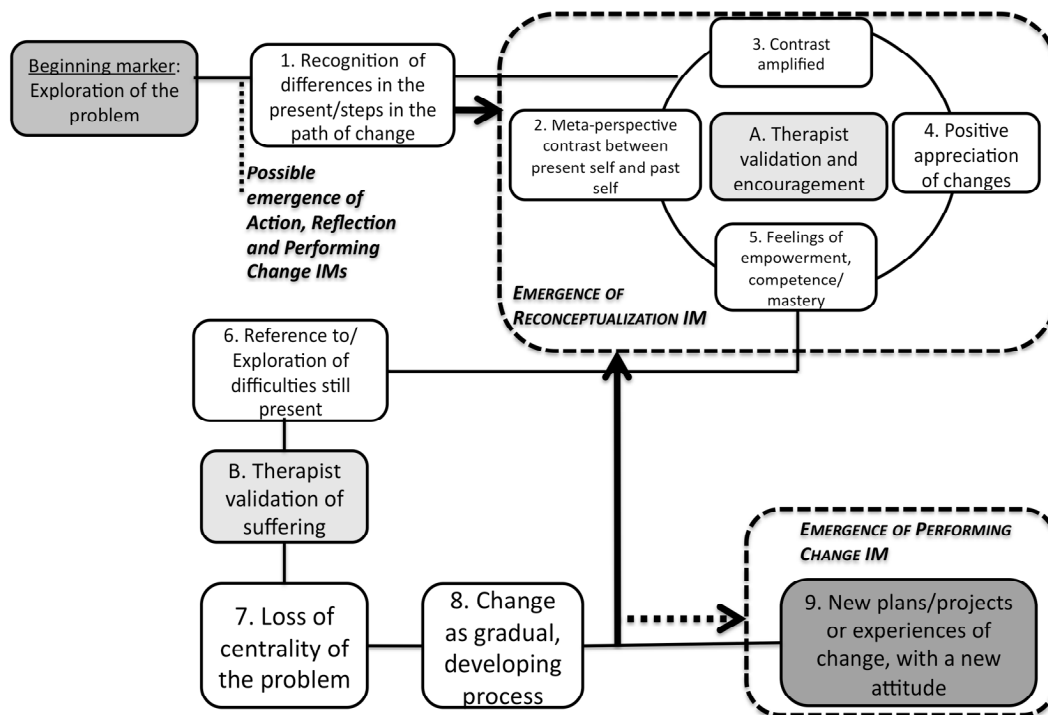 Beginning marker:
Exploration of the
problem
1. Recognition of
differences in the
present/steps in the
path of change
Possible
emergence of
Action, Reflection
and Performing
Change IMs
3. Contrast
amplified
2. Meta-perspective
contrast between
present self and past
self
A. Therapist
validation and
encouragement
4. Positive
appreciation
of changes
5. Feelings of
empowerment,
competence/
mastery
EMERGENCE OF
RECONCEPTUALIZATION IM
6. Reference to/
Exploration of
difficulties still
present
B. Therapist
validation of
suffering
7. Loss of
centrality of
the problem
8. Change
as gradual,
developing
process
EMERGENCE OF PERFORMING
CHANGE IM
9. New plans/projects
or experiences of
change, with a new
attitude